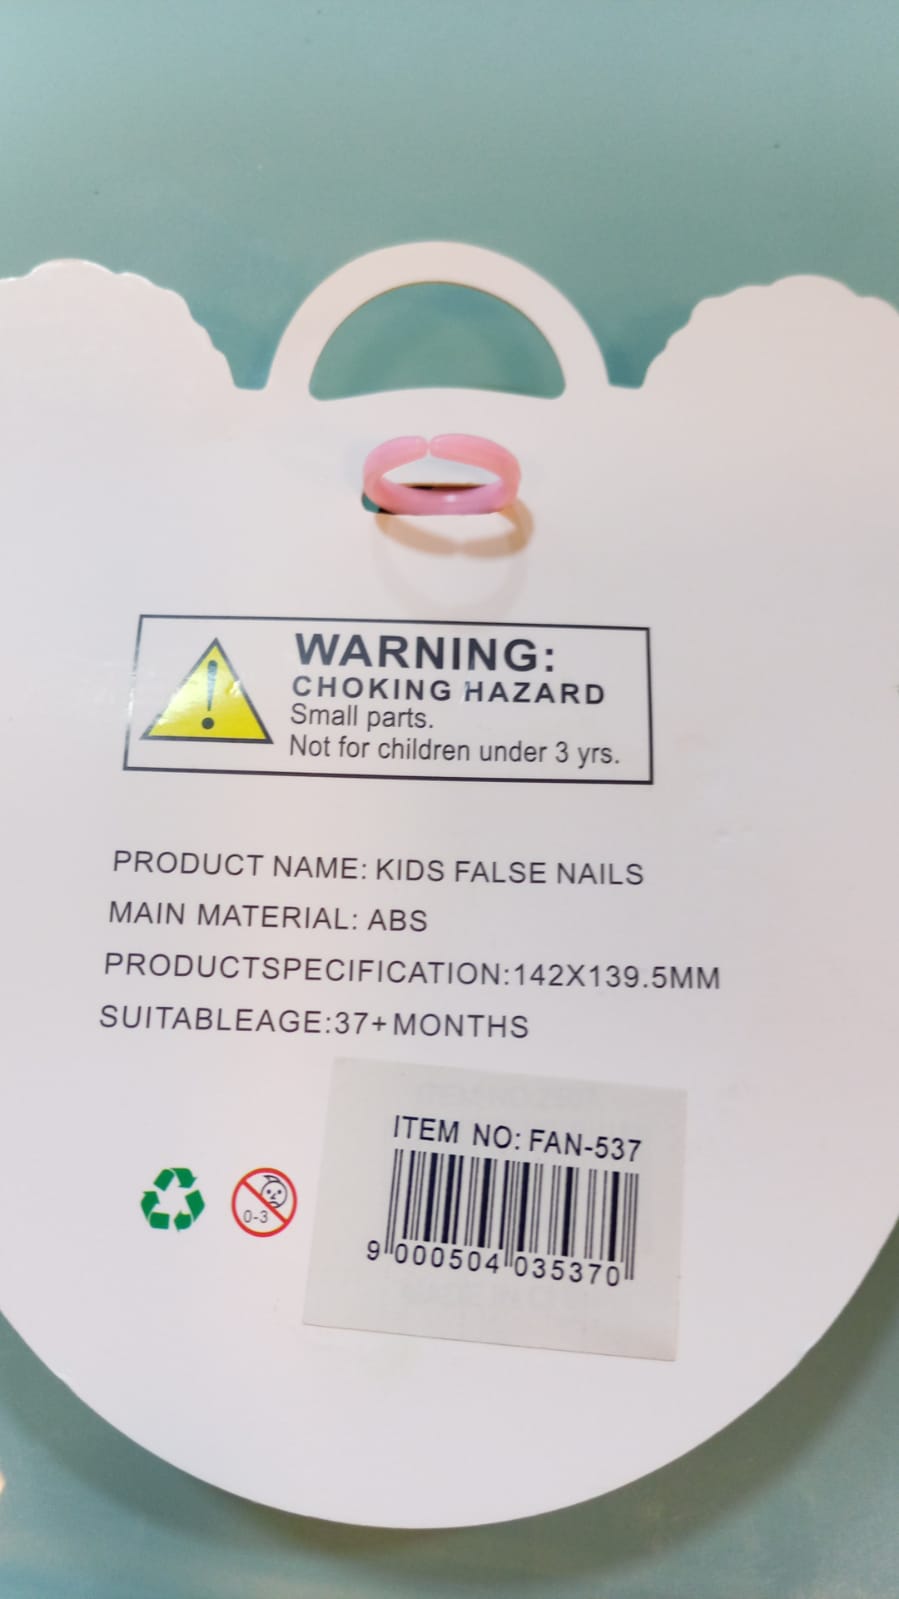 WARNING:
CHOKING HAZARD
Small parts.
Not for children under 3 yrs.
PRODUCT NAME: KIDS FALSE NAILS
MAIN MATERIAL: ABS
PRODUCTSPECIFICATION:142X139.5MM
SUITABLEAGE:37+MONTHS
ITEM NO: FAN-537
0-3
9 000504 035370